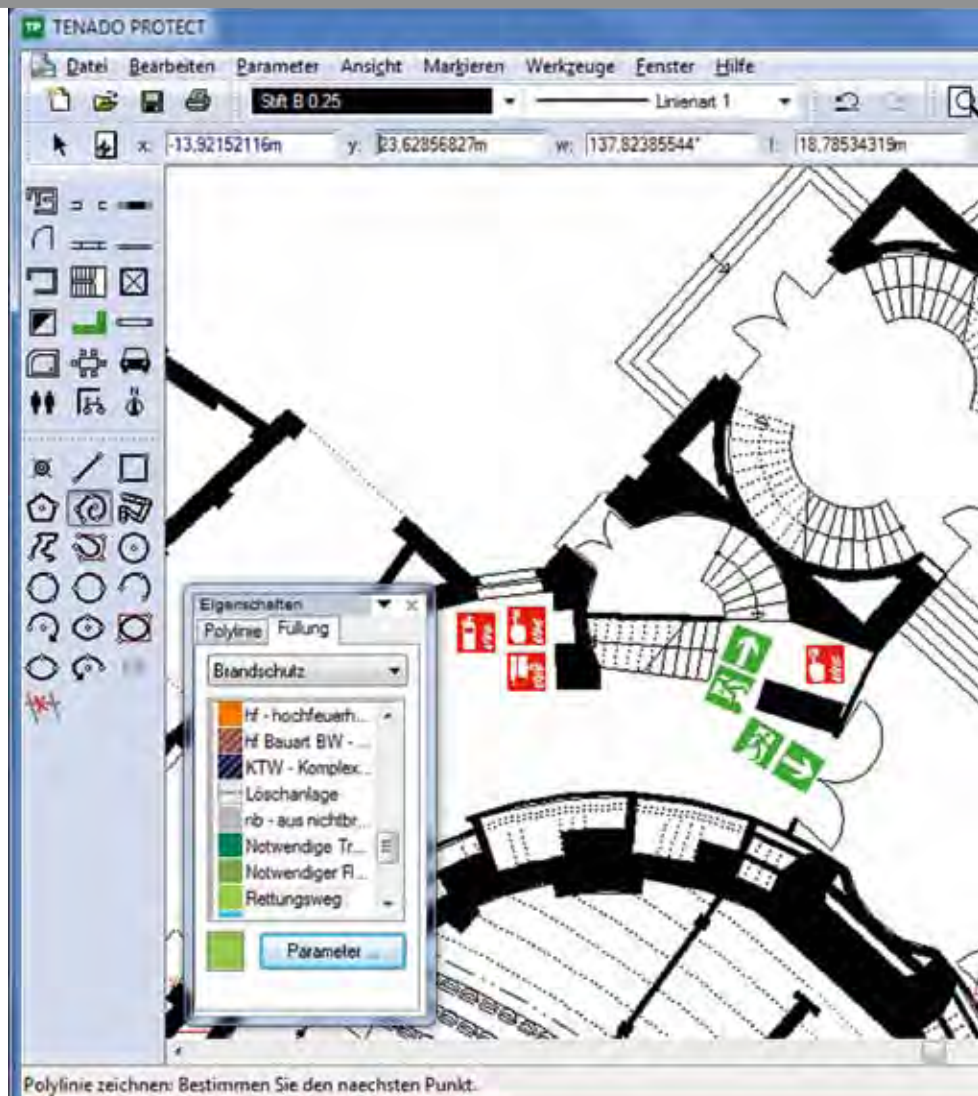 TP TENADO PROTECT
Datei Bearbeiten Parameter Ansicht Markieren Werkzeuge Fenster Hilfe
Stift B 0.25 Linienart 1
x: -13,92152116m y: 23,62856827m w: 137,82385544° l: 18,78534319m
N
Eigenschaften
Polylinie Füllung
Brandschutz
hf - hochfeuerh...
hf Bauart BW - ...
KTW - Komplex...
Löschanlage
nb - aus nichtbr...
Notwendige Tr...
Notwendiger Fl...
Rettungsweg
Parameter ...
Polylinie zeichnen: Bestimmen Sie den naechsten Punkt.